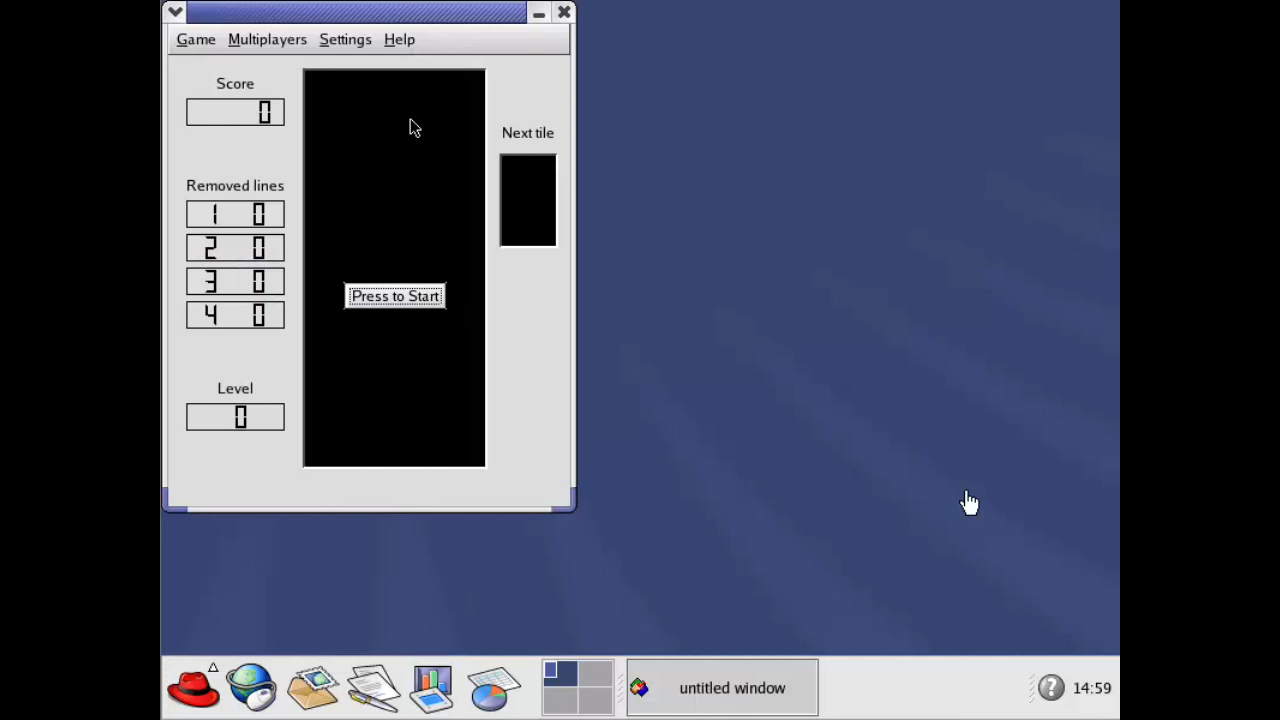 Game Multiplayers Settings Help
Score
0
Next tile
Removed lines
1 0
2 0
3 0
4 0
Press to Start
Level
0
untitled window
? 14:59